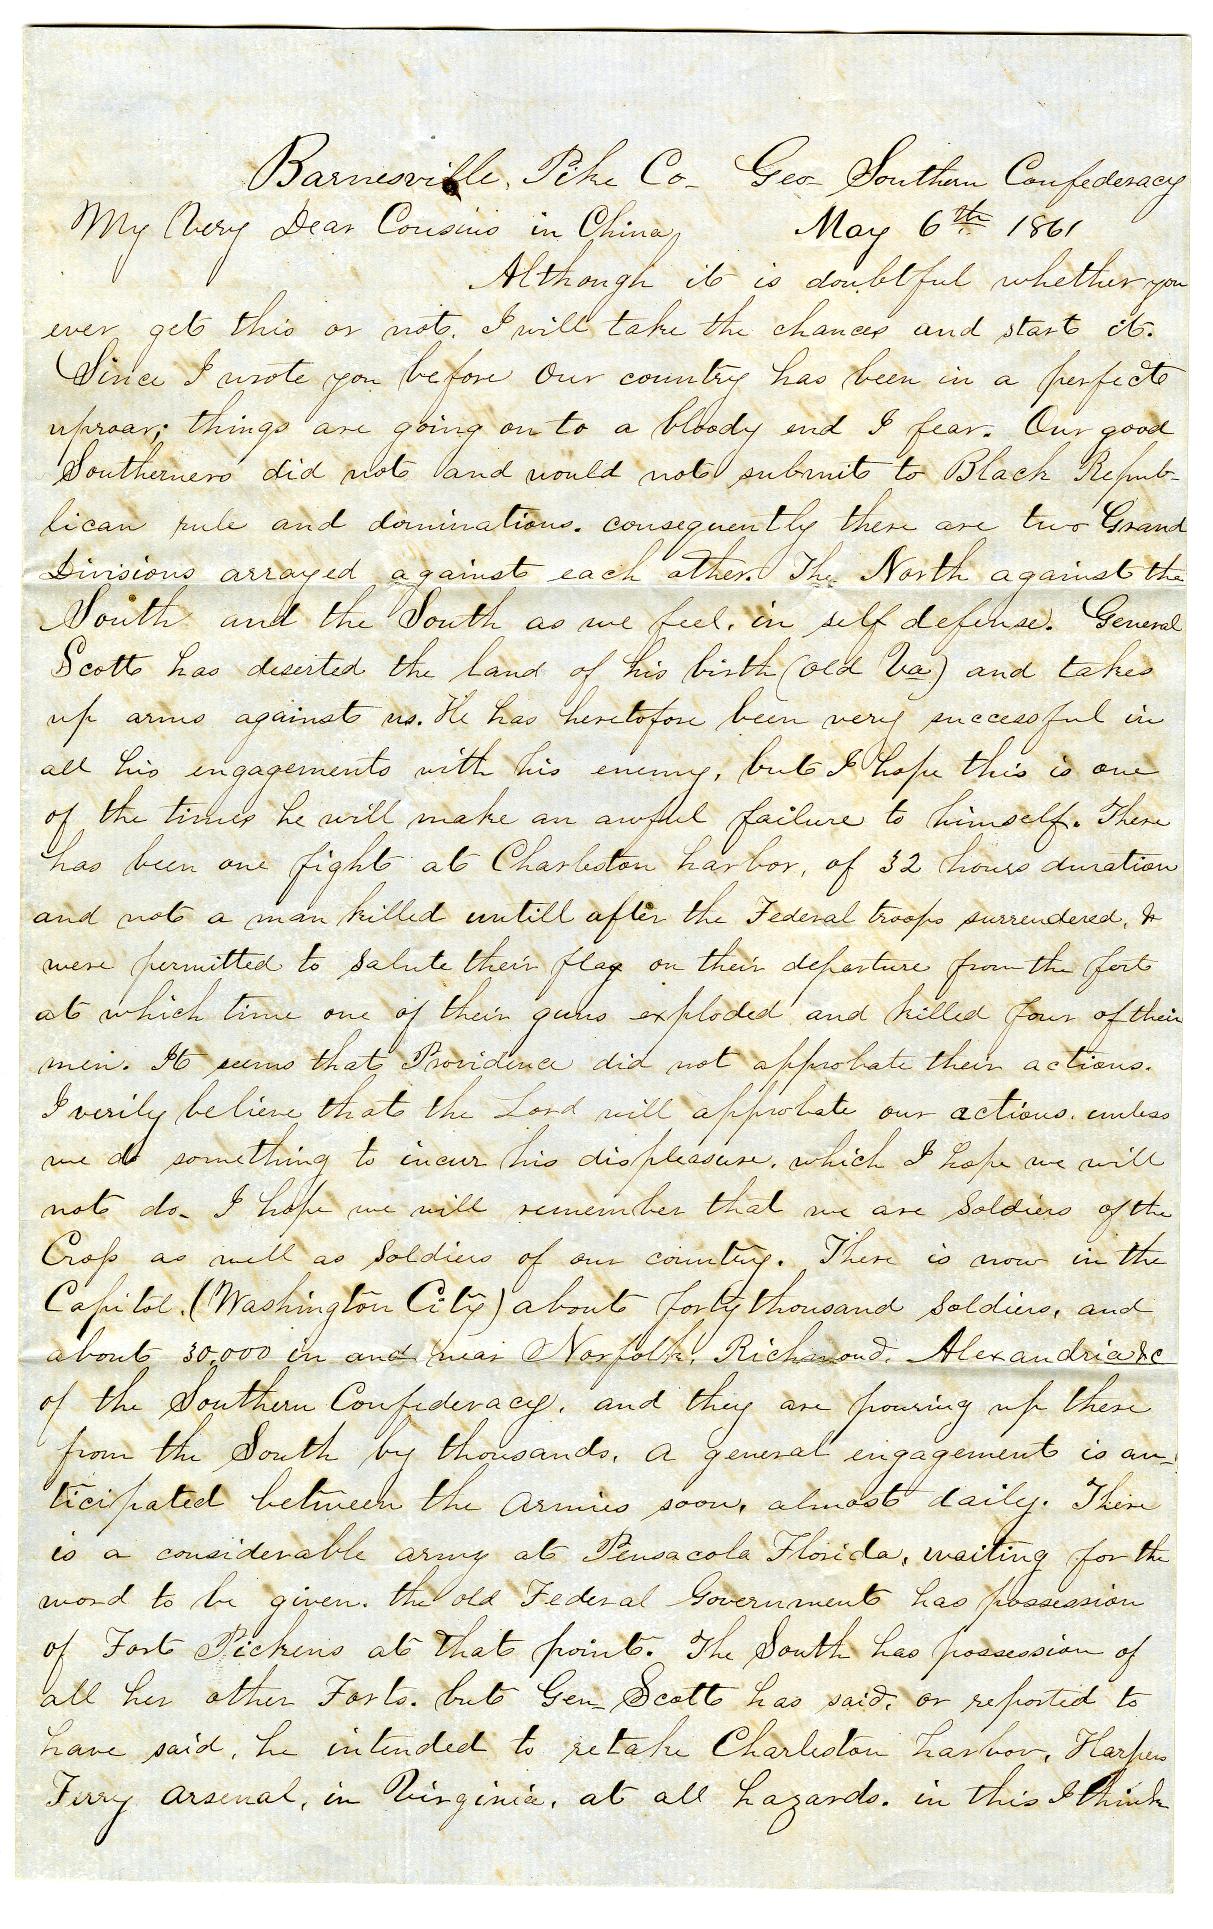 Barnesville, Pike Co- Geo- Southern Confederacy
My Very Dear Cousins in China, May 6th 1861
Although it is doubtful whether you
ever get this or not, I will take the chances and start it.
Since I wrote you before our country has been in a perfect
uproar; things are going on to a bloody end I fear. Our good
Southerners did not and would not submit to Black Repub-
lican rule and dominations. consequently there are two Grand
Divisions arrayed against each other. The North against the
South and the South as we feel, in self defense. General
Scott has deserted the land of his birth (old Va) and takes
up arms against us. He has heretofore been very successful in
all his engagements with his enemy, but I hope this is one
of the times he will make an awful failure to himself. There
has been one fight at Charleston harbor, of 32 hours duration
and not a man killed untill after the Federal troops surrendered, &
were permitted to salute their flag on their departure from the fort
at which time one of their guns exploded and killed four of their
men. It seems that Providence did not approbate their actions.
I verily believe that the Lord will approbate our actions, unless
we do something to incur his displeasure, which I hope we will
not do- I hope we will remember that we are soldiers of the
Cross as well as soldiers of our country. There is now in the
Capitol, (Washington City) about forty thousand soldiers, and
about 30,000 in and near Norfolk, Richmond, Alexandria &c
of the Southern Confederacy, and they are pouring up there
from the South by thousands. a general engagement is an-
ticipated between the armies soon, almost daily. There
is a considerable army at Pensacola Florida, waiting for the
word to be given. the old Federal Government has possession
of Fort Pickens at that point. The South has possession of
all her other Forts. but Gen- Scott has said, or reported to
have said, he intended to retake Charleston harbor, Harpers
Ferry arsenal, in Virginia, at all hazards. in this I think